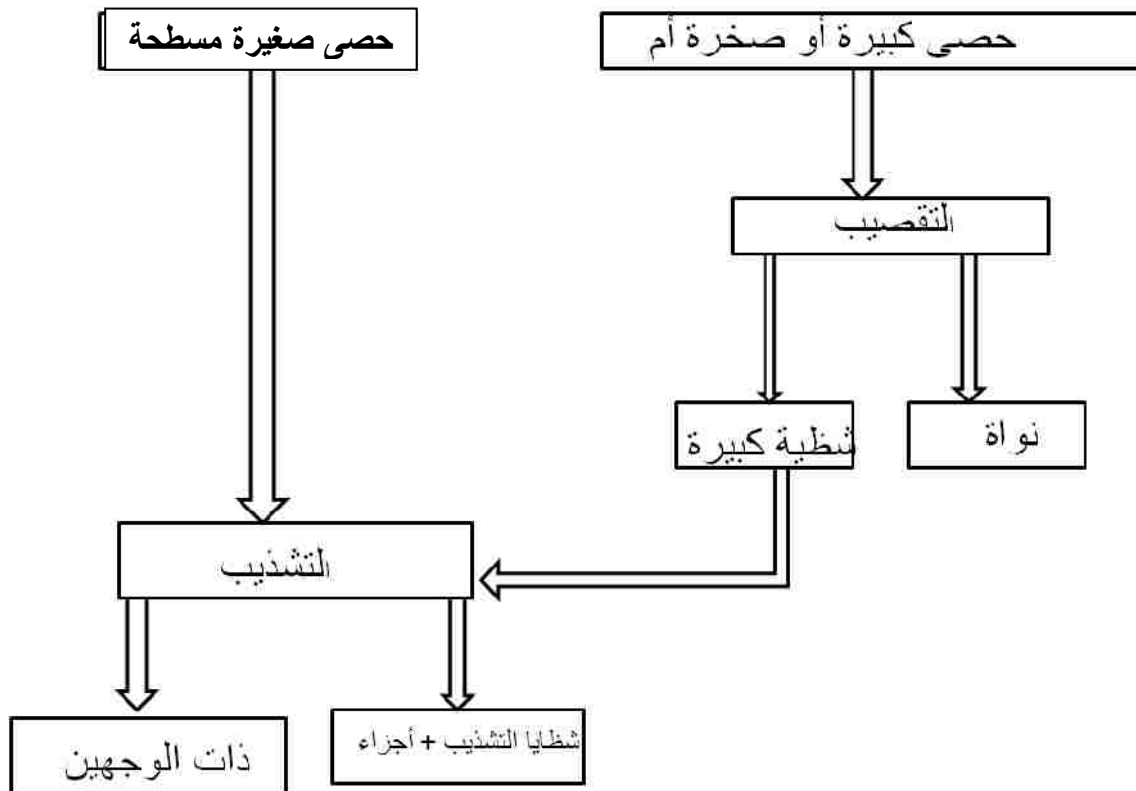 حصى كبيرة أو صخرة أم
حصى صغيرة مسطحة
التقصيب
نواة
شظية كبيرة
التشذيب
شظايا التشذيب + أجزاء
ذات الوجهين